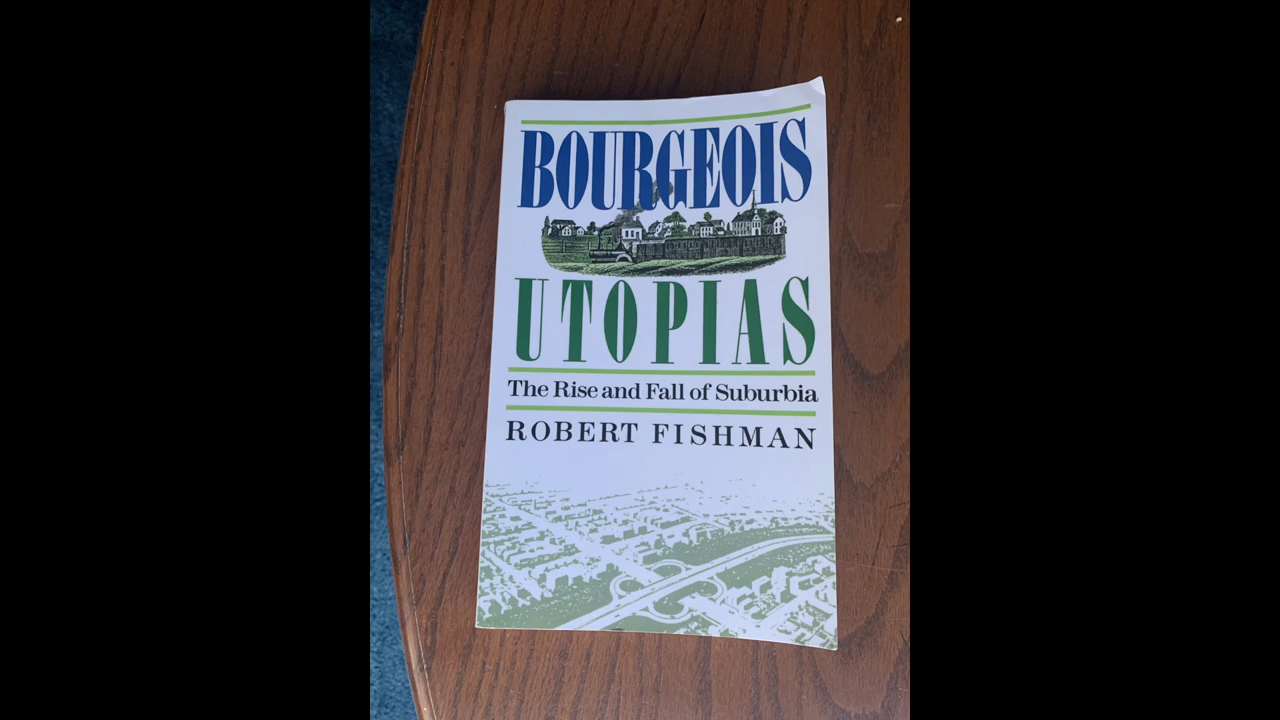 BOURGEOIS
UTOPIAS
The Rise and Fall of Suburbia
ROBERT FISHMAN